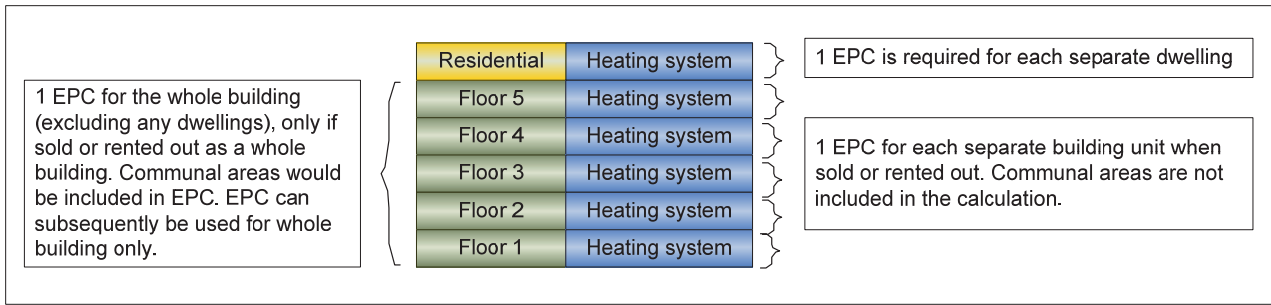 1 EPC for the whole building
(excluding any dwellings), only if
sold or rented out as a whole
building. Communal areas would
be included in EPC. EPC can
subsequently be used for whole
building only.
Residential Heating system
Floor 5 Heating system
Floor 4 Heating system
Floor 3 Heating system
Floor 2 Heating system
Floor 1 Heating system
1 EPC is required for each separate dwelling
1 EPC for each separate building unit when
sold or rented out. Communal areas are not
included in the calculation.